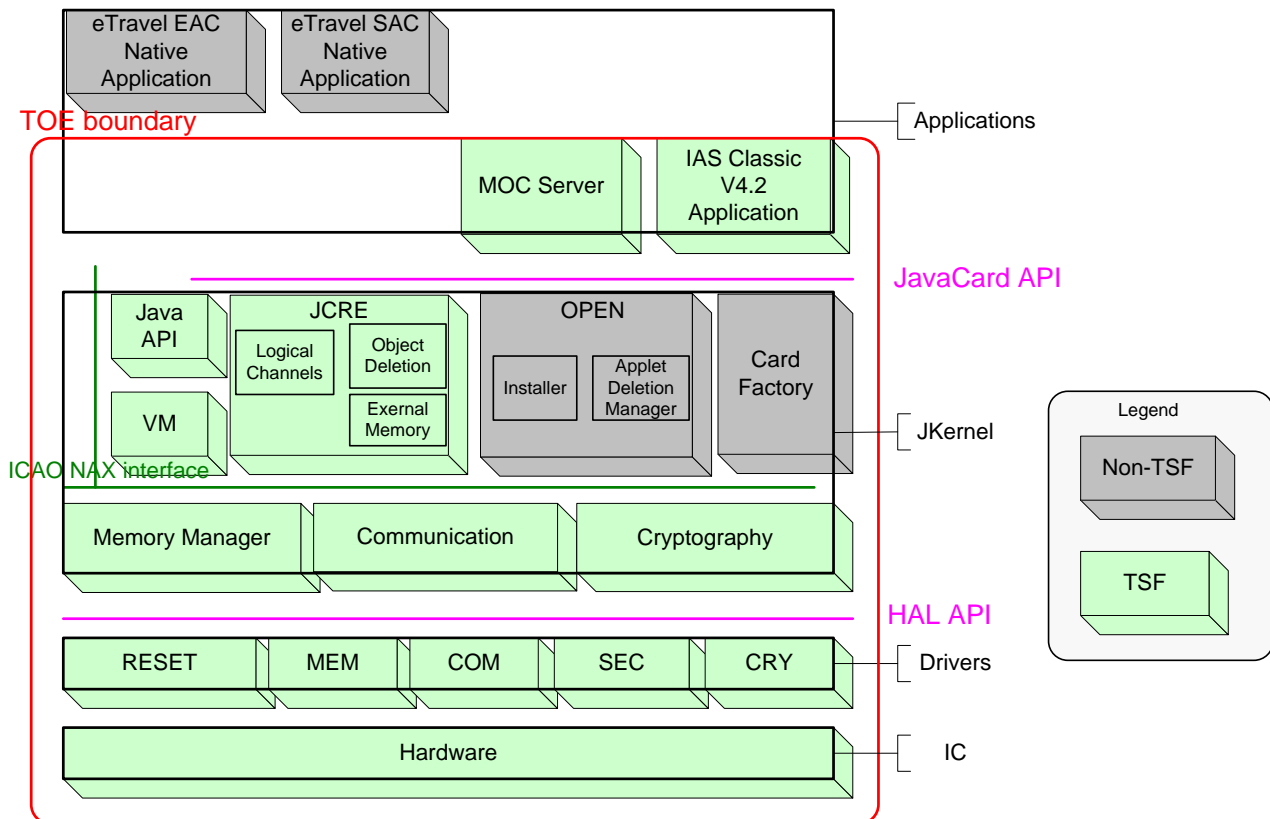 eTravel EAC
Native
Application
eTravel SAC
Native
Application
TOE boundary
Applications
MOC Server
IAS Classic
V4.2
Application
JavaCard API
Java
API
JCRE
Logical
Channels
Object
Deletion
Exernal
Memory
OPEN
Installer
Applet
Deletion
Manager
Card
Factory
VM
JKernel
ICAO NAX interface
Memory Manager
Communication
Cryptography
HAL API
RESET
MEM
COM
SEC
CRY
Drivers
Hardware
IC
Legend
Non-TSF
TSF